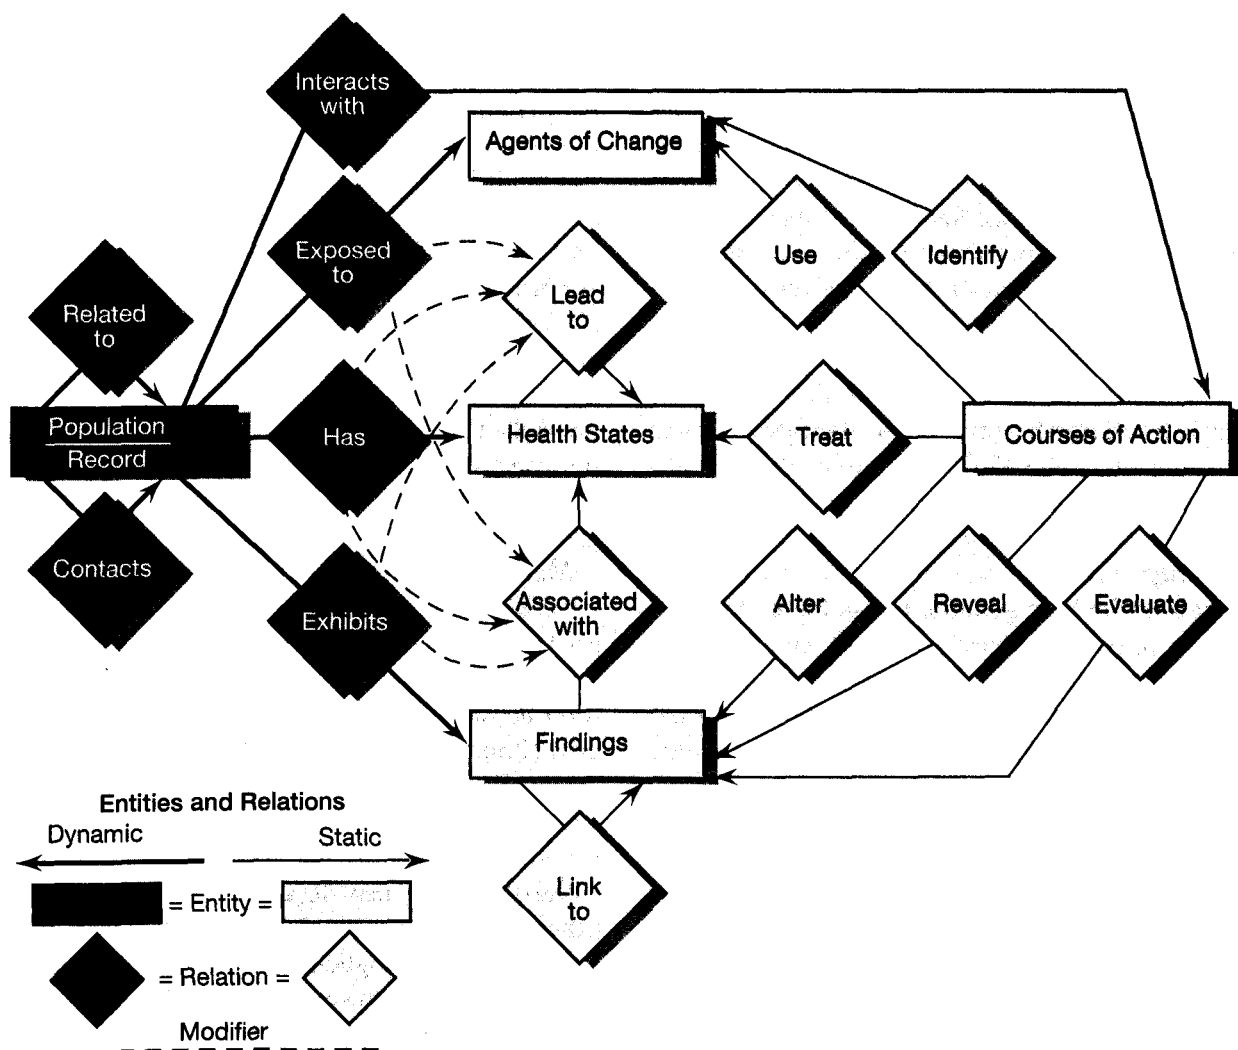 Interacts
with
Agents of Change
Exposed
to
Use
Identify
Related
to
Lead
to
Population
Record
Has
Health States
Treat
Courses of Action
Contacts
Exhibits
Associated
with
Alter
Reveal
Evaluate
Findings
Entities and Relations
Dynamic
Static
= Entity =
Link
to
= Relation =
Modifier